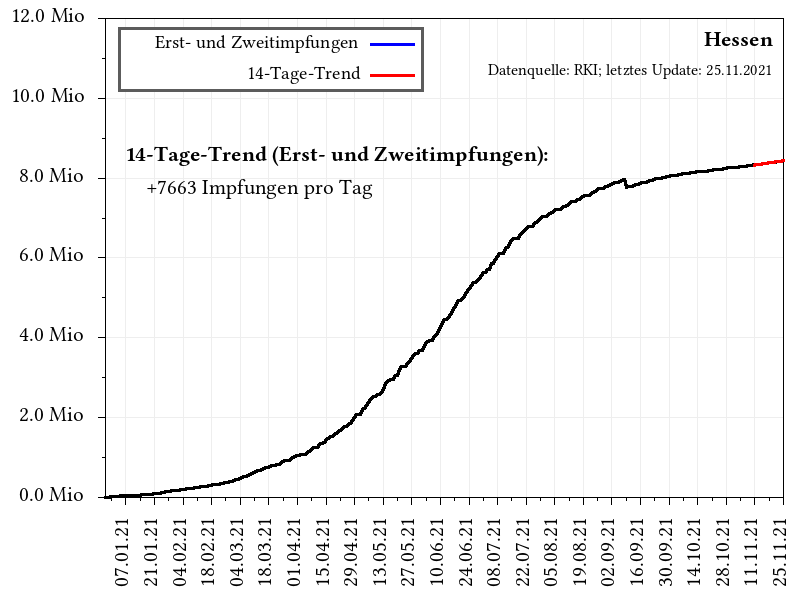 12.0 Mio
10.0 Mio
8.0 Mio
6.0 Mio
4.0 Mio
2.0 Mio
0.0 Mio
Erst- und Zweitimpfungen
14-Tage-Trend
Hessen
Datenquelle: RKI; letztes Update: 25.11.2021
14-Tage-Trend (Erst- und Zweitimpfungen):
+7663 Impfungen pro Tag
07.01.21
21.01.21
04.02.21
18.02.21
04.03.21
18.03.21
01.04.21
15.04.21
29.04.21
13.05.21
27.05.21
10.06.21
24.06.21
08.07.21
22.07.21
05.08.21
19.08.21
02.09.21
16.09.21
30.09.21
14.10.21
28.10.21
11.11.21
25.11.21